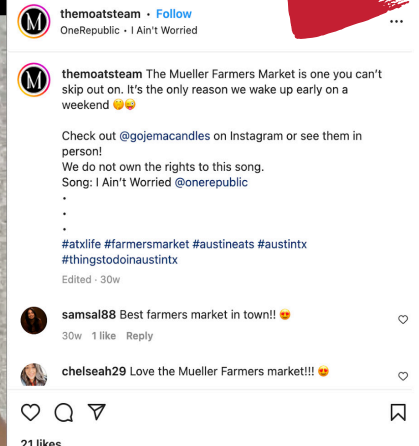 M
themoatsteam • Follow
OneRepublic • I Ain't Worried
...
M
themoatsteam The Mueller Farmers Market is one you can't
skip out on. It's the only reason we wake up early on a
weekend 🤭😜
Check out @gojemacandles on Instagram or see them in
person!
We do not own the rights to this song.
Song: I Ain't Worried @onerepublic
•
•
•
#atxlife #farmersmarket #austineats #austintx
#thingstodoinaustintx
Edited · 30w
samsal88 Best farmers market in town!! 😍
30w 1 like Reply
chelseah29 Love the Mueller Farmers market!!! 😍
21 likes